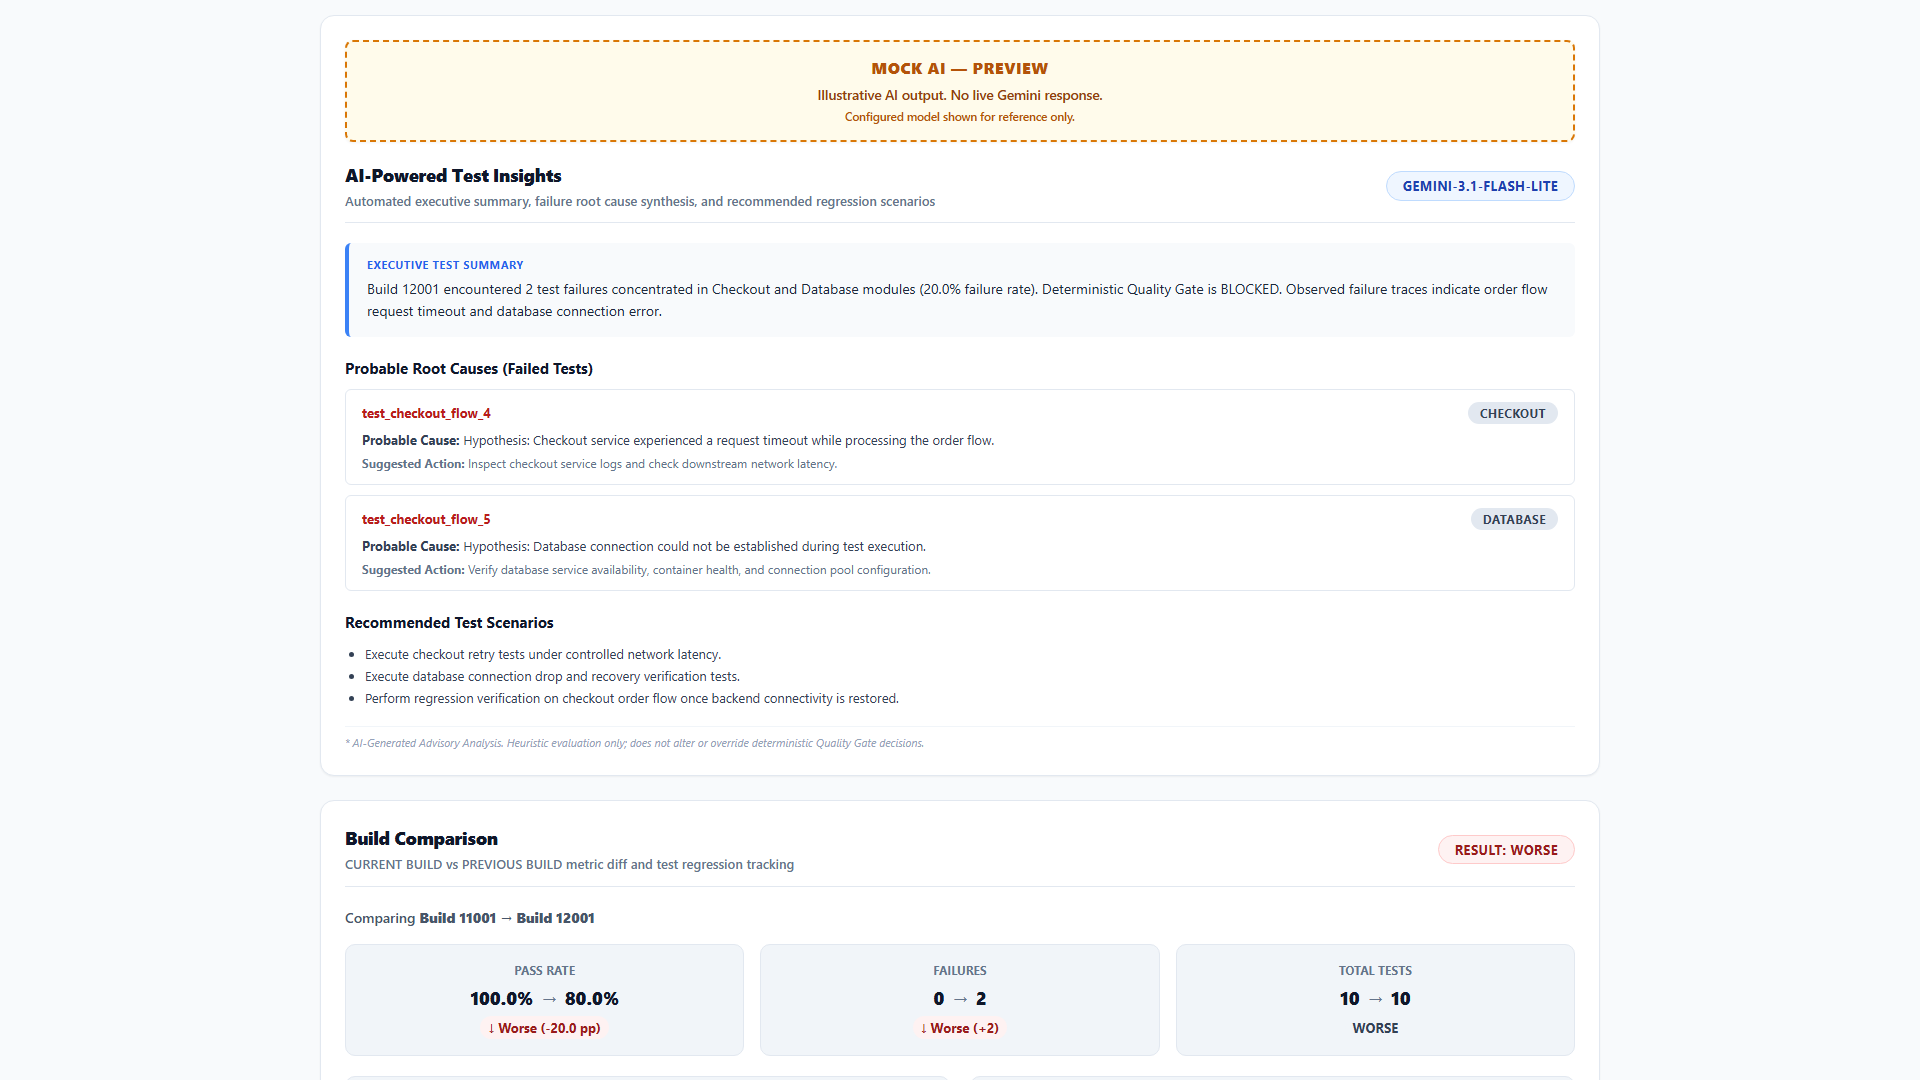 MOCK AI — PREVIEW
Illustrative AI output. No live Gemini response.
Configured model shown for reference only.
AI-Powered Test Insights
Automated executive summary, failure root cause synthesis, and recommended regression scenarios
GEMINI-3.1-FLASH-LITE
EXECUTIVE TEST SUMMARY
Build 12001 encountered 2 test failures concentrated in Checkout and Database modules (20.0% failure rate). Deterministic Quality Gate is BLOCKED. Observed failure traces indicate order flow
request timeout and database connection error.
Probable Root Causes (Failed Tests)
test_checkout_flow_4
CHECKOUT
Probable Cause: Hypothesis: Checkout service experienced a request timeout while processing the order flow.
Suggested Action: Inspect checkout service logs and check downstream network latency.
test_checkout_flow_5
DATABASE
Probable Cause: Hypothesis: Database connection could not be established during test execution.
Suggested Action: Verify database service availability, container health, and connection pool configuration.
Recommended Test Scenarios
• Execute checkout retry tests under controlled network latency.
• Execute database connection drop and recovery verification tests.
• Perform regression verification on checkout order flow once backend connectivity is restored.
* AI-Generated Advisory Analysis. Heuristic evaluation only; does not alter or override deterministic Quality Gate decisions.
Build Comparison
CURRENT BUILD vs PREVIOUS BUILD metric diff and test regression tracking
RESULT: WORSE
Comparing Build 11001 → Build 12001
PASS RATE
100.0% → 80.0%
↓ Worse (-20.0 pp)
FAILURES
0 → 2
↓ Worse (+2)
TOTAL TESTS
10 → 10
WORSE